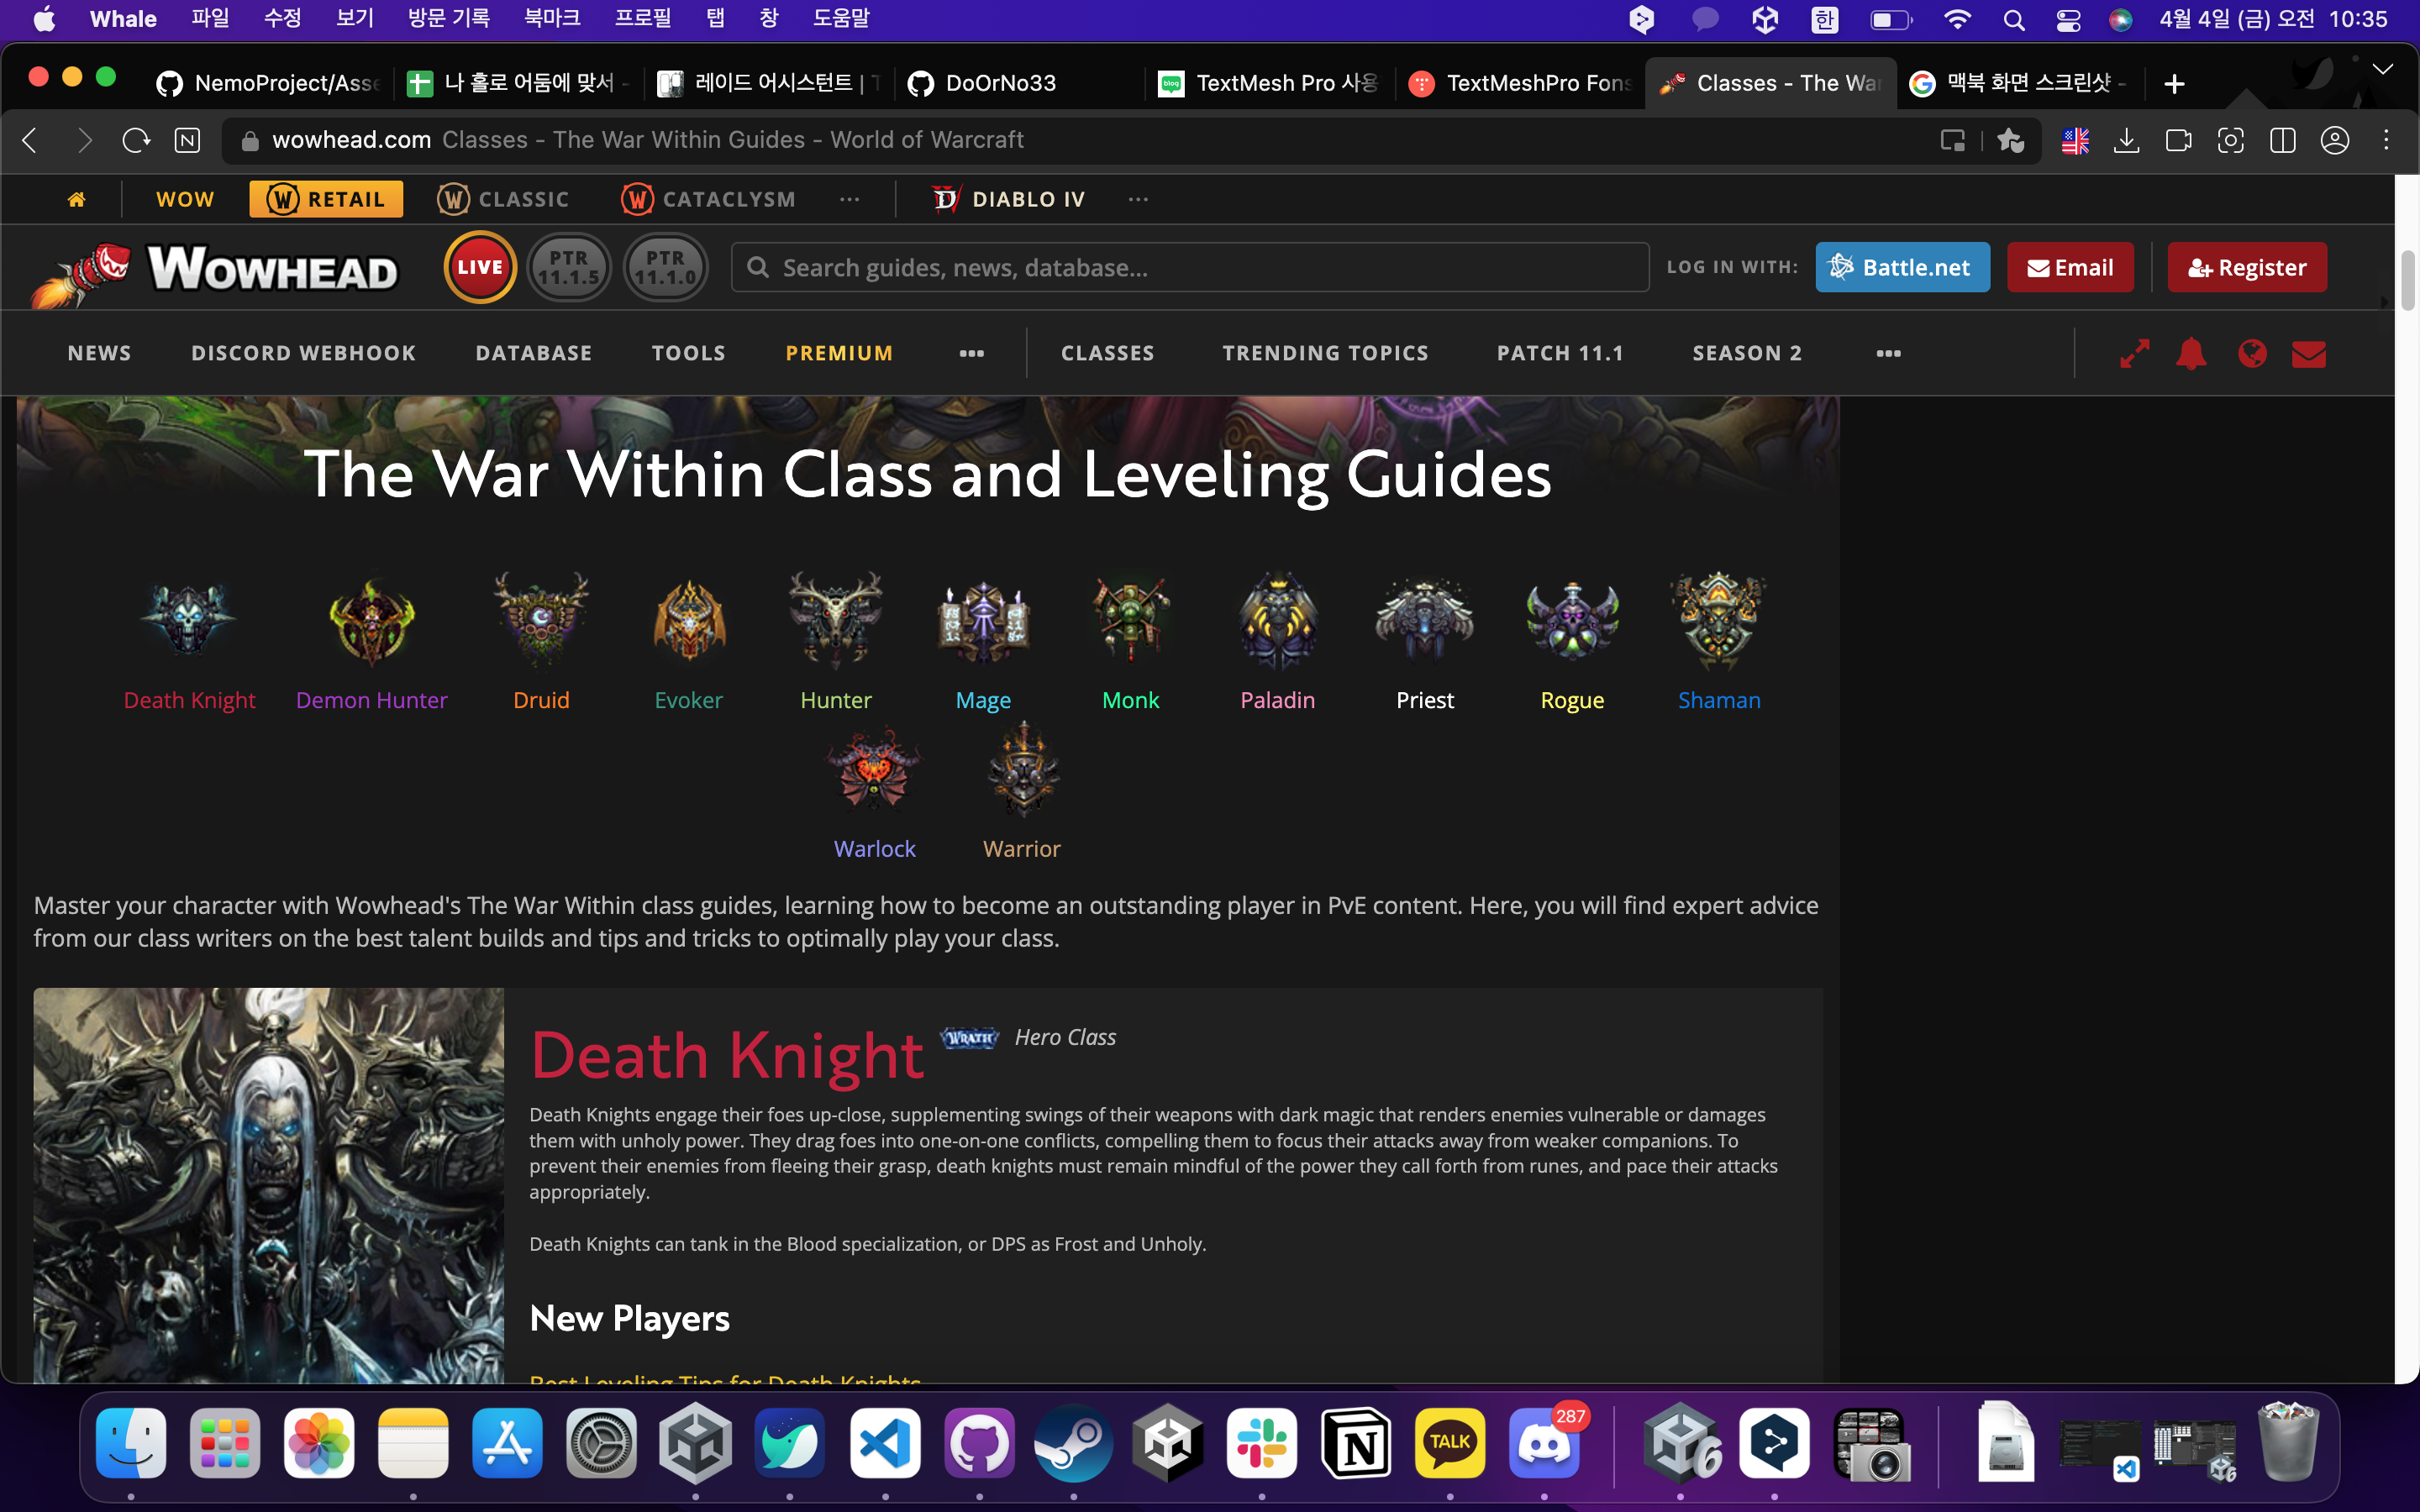 Whale 파일 수정 보기 방문 기록 북마크 프로필 탭 창 도움말 한 4월 4일 (금) 오전 10:35
NemoProject/Asse 나 홀로 어둠에 맞서 - 레이드 어시스턴트 | T DoOrNo33 blog TextMesh Pro 사용 TextMeshPro Fons Classes - The War 맥북 화면 스크린샷 -
N wowhead.com Classes - The War Within Guides - World of Warcraft
WOW RETAIL CLASSIC CATACLYSM ... DIABLO IV ...
WOWHEAD LIVE PTR 11.1.5 PTR 11.1.0 Search guides, news, database... LOG IN WITH: Battle.net Email Register
NEWS DISCORD WEBHOOK DATABASE TOOLS PREMIUM ... CLASSES TRENDING TOPICS PATCH 11.1 SEASON 2 ...
The War Within Class and Leveling Guides
Death Knight Demon Hunter Druid Evoker Hunter Mage Monk Paladin Priest Rogue Shaman
Warlock Warrior
Master your character with Wowhead's The War Within class guides, learning how to become an outstanding player in PvE content. Here, you will find expert advice
from our class writers on the best talent builds and tips and tricks to optimally play your class.
Death Knight WRATH Hero Class
Death Knights engage their foes up-close, supplementing swings of their weapons with dark magic that renders enemies vulnerable or damages
them with unholy power. They drag foes into one-on-one conflicts, compelling them to focus their attacks away from weaker companions. To
prevent their enemies from fleeing their grasp, death knights must remain mindful of the power they call forth from runes, and pace their attacks
appropriately.
Death Knights can tank in the Blood specialization, or DPS as Frost and Unholy.
New Players
Best Leveling Tips for Death Knights
N TALK 287 6 6